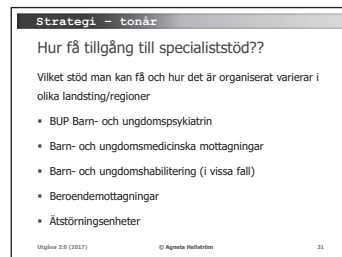 Strategi – tonår
Hur få tillgång till specialiststöd??
Vilket stöd man kan få och hur det är organiserat varierar i
olika landsting/regioner
▪ BUP Barn- och ungdomspsykiatrin
▪ Barn- och ungdomsmedicinska mottagningar
▪ Barn- och ungdomshabilitering (i vissa fall)
▪ Beroendemottagningar
▪ Ätstörningsenheter
Utgåva 2:0 (2017) © Agneta Hellström 31